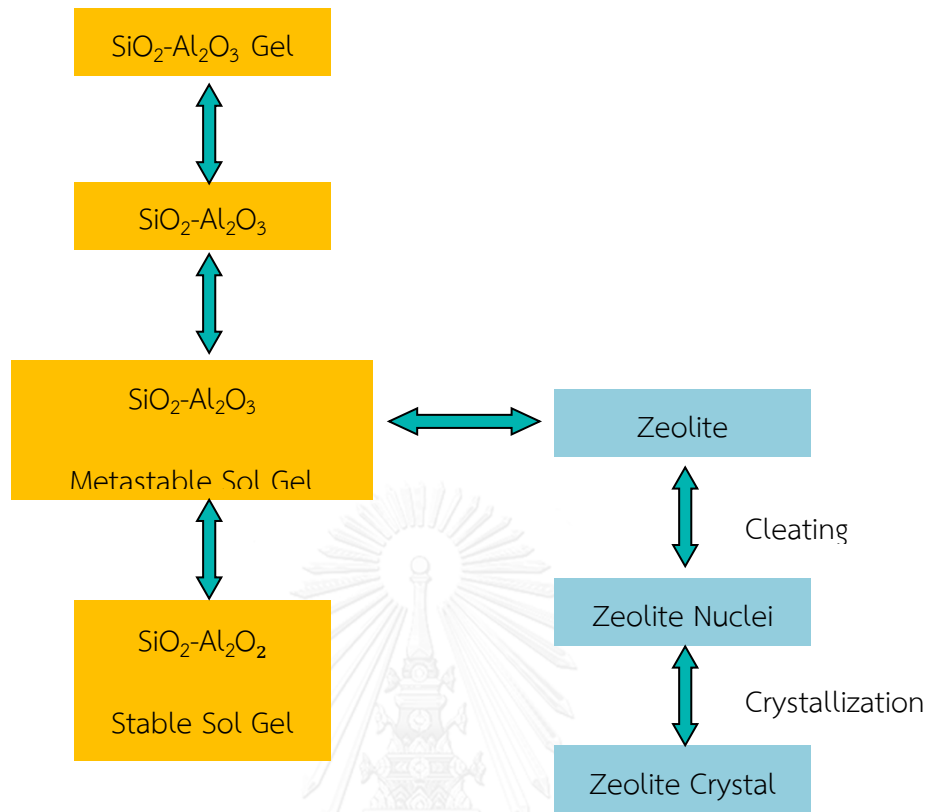 SiO₂-Al₂O₃ Gel
SiO₂-Al₂O₃
SiO₂-Al₂O₃
Metastable Sol Gel
SiO₂-Al₂O₂
Stable Sol Gel
Zeolite
Cleating
Zeolite Nuclei
Crystallization
Zeolite Crystal